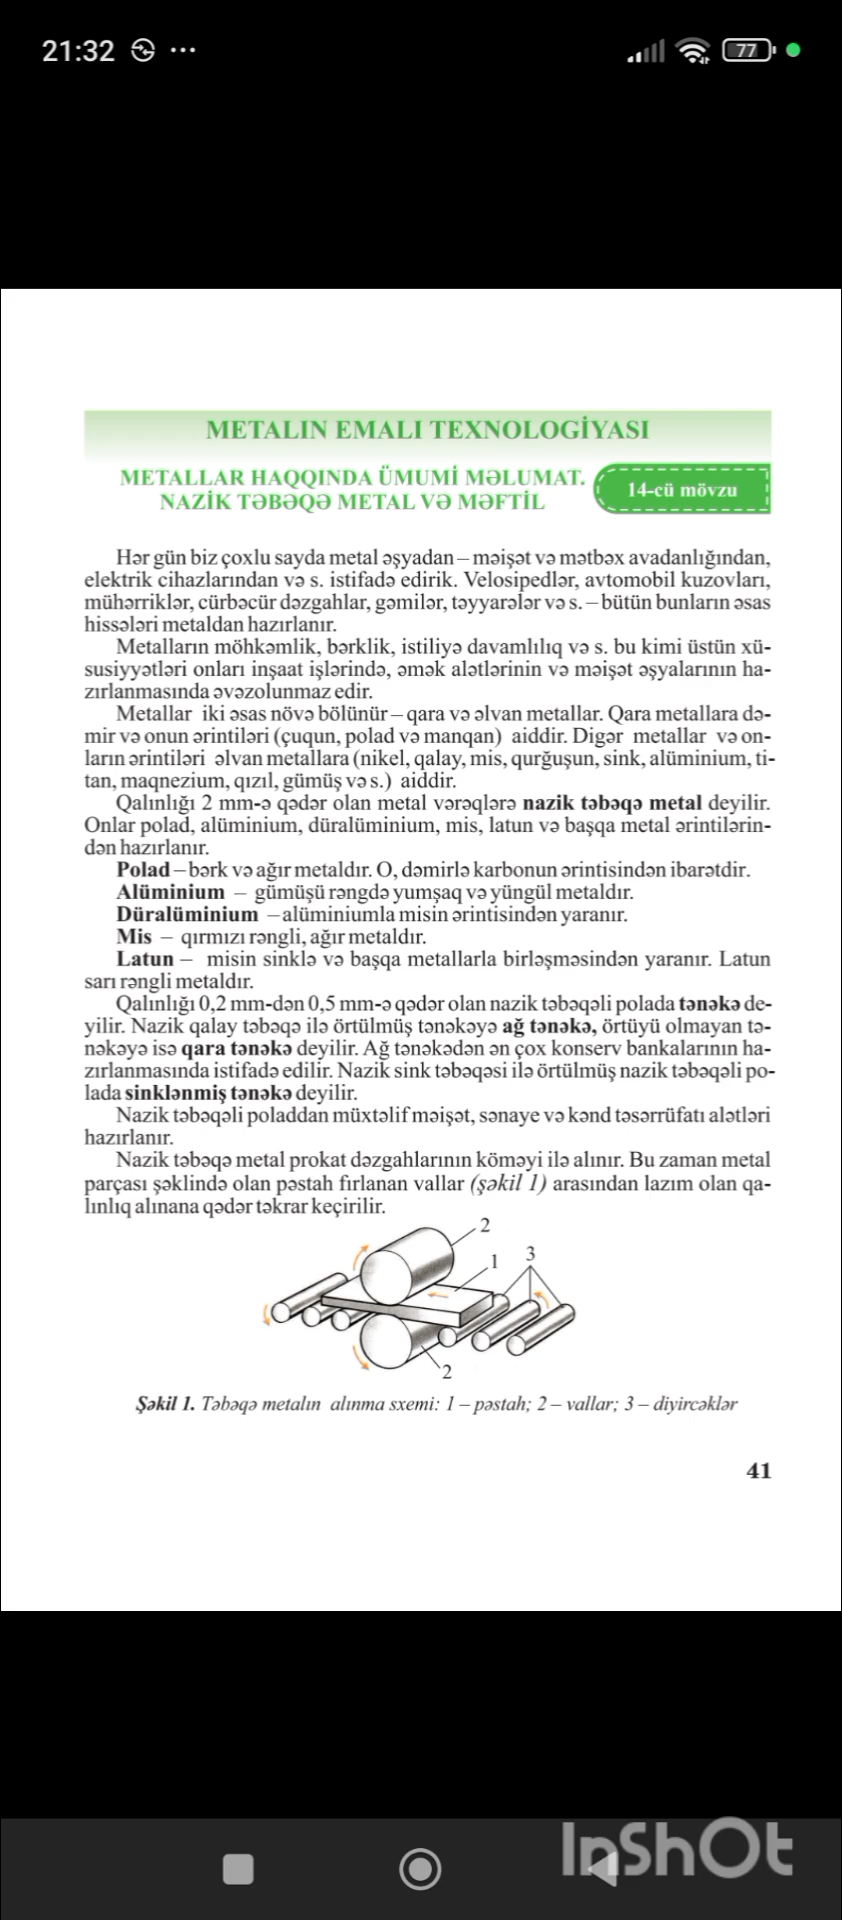 21:32
77
METALIN EMALI TEXNOLOGİYASI
METALLAR HAQQINDA ÜMUMİ MƏLUMAT.
NAZİK TƏBƏQƏ METAL VƏ MƏFTİL
14-cü mövzu
Hər gün biz çoxlu sayda metal əşyadan – məişət və mətbəx avadanlığından,
elektrik cihazlarından və s. istifadə edirik. Velosipedlər, avtomobil kuzovları,
mühərriklər, cürbəcür dəzgahlar, gəmilər, təyyarələr və s. – bütün bunların əsas
hissələri metaldan hazırlanır.
Metalların möhkəmlik, bərklik, istiliyə davamlılıq və s. bu kimi üstün xü-
susiyyətləri onları inşaat işlərində, əmək alətlərinin və məişət əşyalarının ha-
zırlanmasında əvəzolunmaz edir.
Metallar iki əsas növə bölünür – qara və əlvan metallar. Qara metallara də-
mir və onun ərintiləri (çuqun, polad və manqan) aiddir. Digər metallar və on-
ların ərintiləri əlvan metallara (nikel, qalay, mis, qurğuşun, sink, alüminium, ti-
tan, maqnezium, qızıl, gümüş və s.) aiddir.
Qalınlığı 2 mm-ə qədər olan metal vərəqlərə nazik təbəqə metal deyilir.
Onlar polad, alüminium, düralüminium, mis, latun və başqa metal ərintilərin-
dən hazırlanır.
Polad – bərk və ağır metaldır. O, dəmirlə karbonun ərintisindən ibarətdir.
Alüminium – gümüşü rəngdə yumşaq və yüngül metaldır.
Düralüminium – alüminiumla misin ərintisindən yaranır.
Mis – qırmızı rəngli, ağır metaldır.
Latun – misin sinklə və başqa metallarla birləşməsindən yaranır. Latun
sarı rəngli metaldır.
Qalınlığı 0,2 mm-dən 0,5 mm-ə qədər olan nazik təbəqəli polada tənəkə de-
yilir. Nazik qalay təbəqə ilə örtülmüş tənəkəyə ağ tənəkə, örtüyü olmayan tə-
nəkəyə isə qara tənəkə deyilir. Ağ tənəkədən ən çox konserv bankalarının ha-
zırlanmasında istifadə edilir. Nazik sink təbəqəsi ilə örtülmüş nazik təbəqəli po-
lada sinklənmiş tənəkə deyilir.
Nazik təbəqəli poladdan müxtəlif məişət, sənaye və kənd təsərrüfatı alətləri
hazırlanır.
Nazik təbəqə metal prokat dəzgahlarının köməyi ilə alınır. Bu zaman metal
parçası şəklində olan pəstah fırlanan vallar (şəkil 1) arasından lazım olan qa-
lınlıq alınana qədər təkrar keçirilir.
2
1
3
2
Şəkil 1. Təbəqə metalın alınma sxemi: 1 – pəstah; 2 – vallar; 3 – diyircəklər
41
InShOt